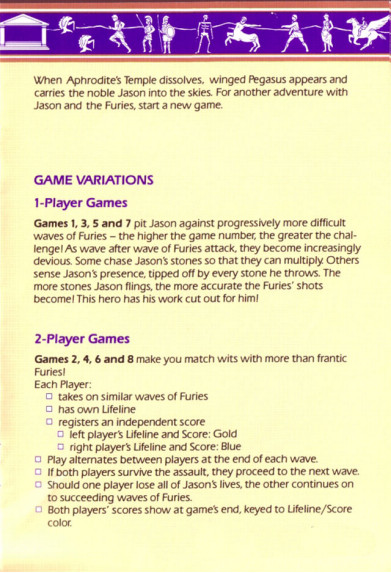 When Aphrodite's Temple dissolves, winged Pegasus appears and
carries the noble Jason into the skies. For another adventure with
Jason and the Furies, start a new game.
GAME VARIATIONS
1-Player Games
Games 1, 3, 5 and 7 pit Jason against progressively more difficult
waves of Furies – the higher the game number, the greater the chal-
lenge! As wave after wave of Furies attack, they become increasingly
devious. Some chase Jason's stones so that they can multiply. Others
sense Jason's presence, tipped off by every stone he throws. The
more stones Jason flings, the more accurate the Furies' shots
become! This hero has his work cut out for him!
2-Player Games
Games 2, 4, 6 and 8 make you match wits with more than frantic
Furies!
Each Player:
□ takes on similar waves of Furies
□ has own Lifeline
□ registers an independent score
□ left player's Lifeline and Score: Gold
□ right player's Lifeline and Score: Blue
□ Play alternates between players at the end of each wave.
□ If both players survive the assault, they proceed to the next wave.
□ Should one player lose all of Jason's lives, the other continues on
to succeeding waves of Furies.
□ Both players' scores show at game's end, keyed to Lifeline/Score
color.